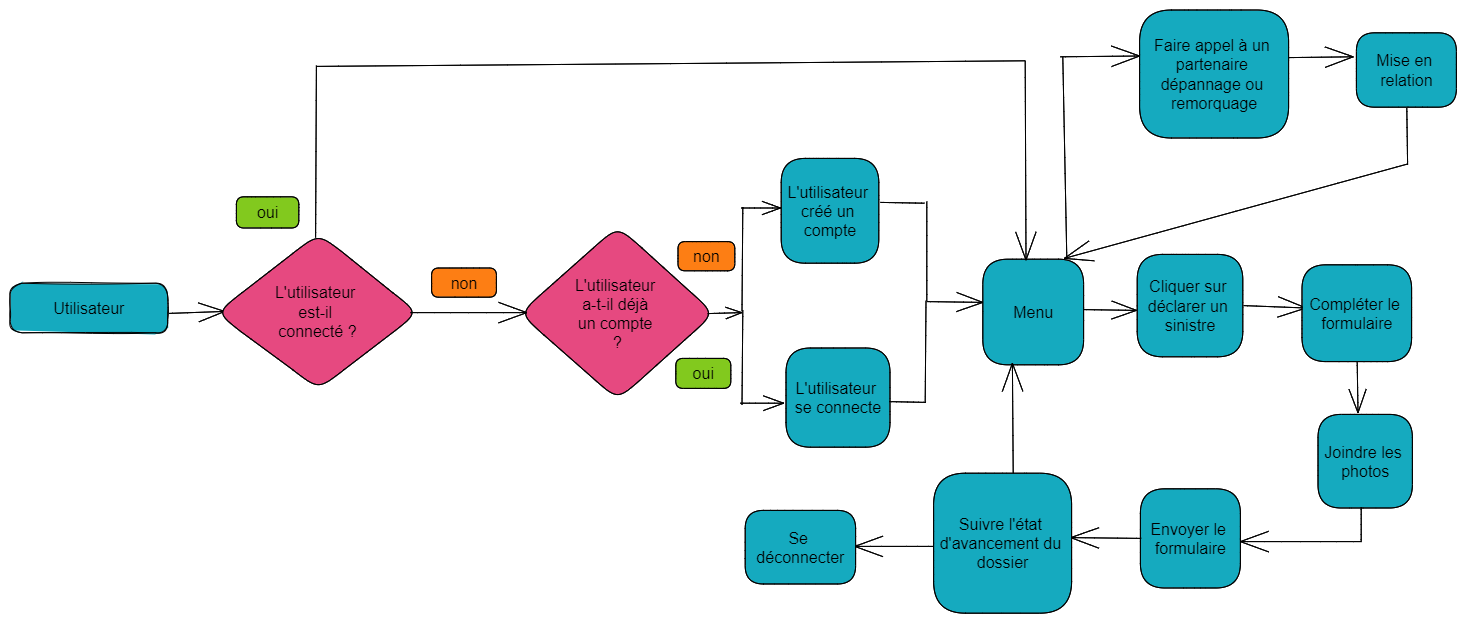 Faire appel à un
partenaire
dépannage ou
remorquage
Mise en
relation
oui
L'utilisateur
créé un
compte
non
non
L'utilisateur
est-il
connecté ?
L'utilisateur
a-t-il déjà
un compte
?
Utilisateur
Menu
Cliquer sur
déclarer un
sinistre
Compléter le
formulaire
oui
L'utilisateur
se connecte
Joindre les
photos
Se
déconnecter
Suivre l'état
d'avancement du
dossier
Envoyer le
formulaire